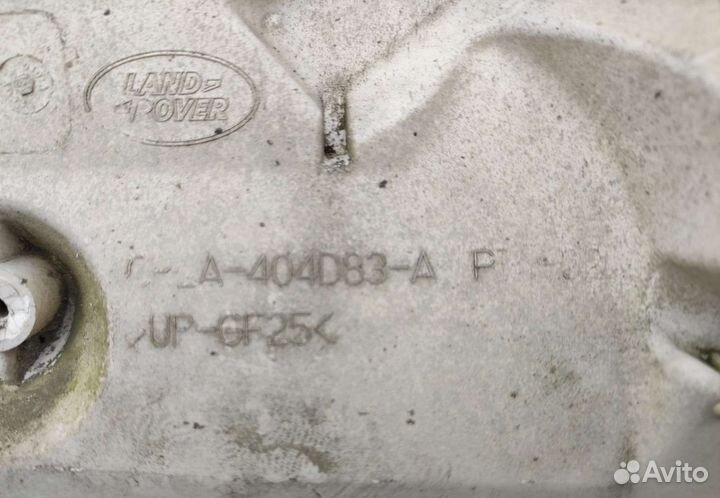 LAND
ROVER
A-404D83-A
UP-GF25<
Avito